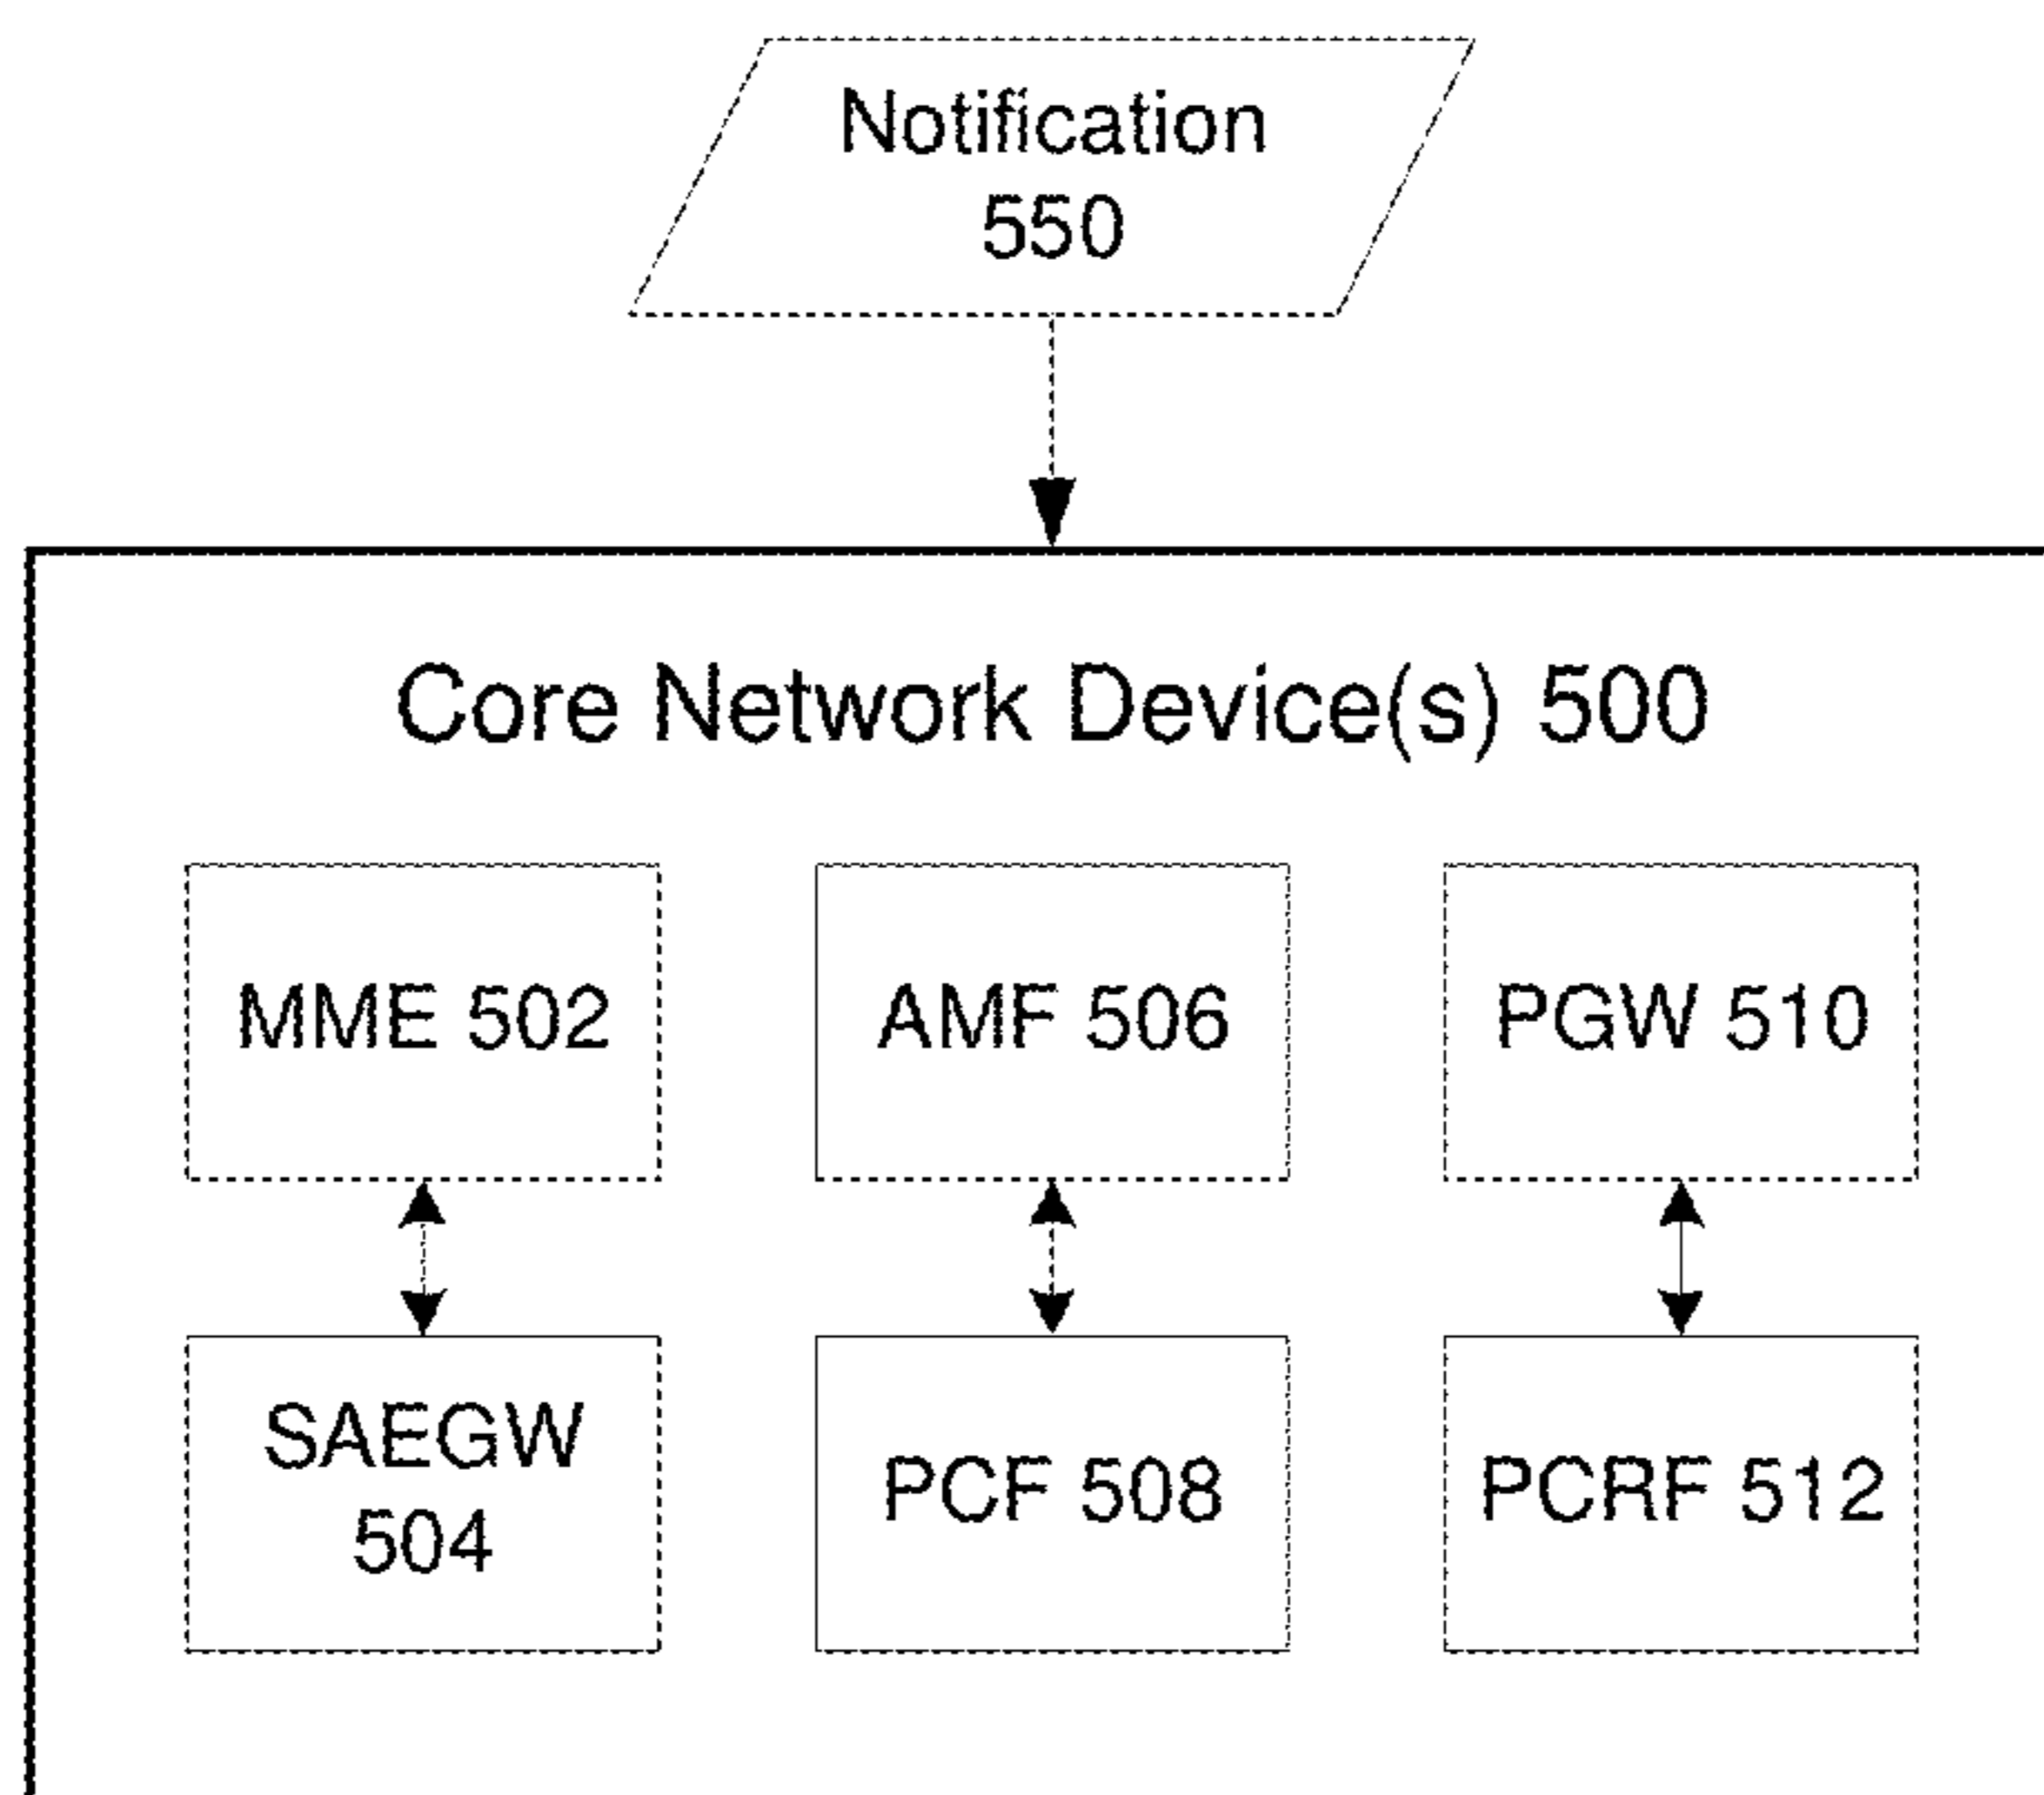 Notification
550
Core Network Device(s) 500
MME 502
AMF 506
PGW 510
SAEGW
504
PCF 508
PCRF 512